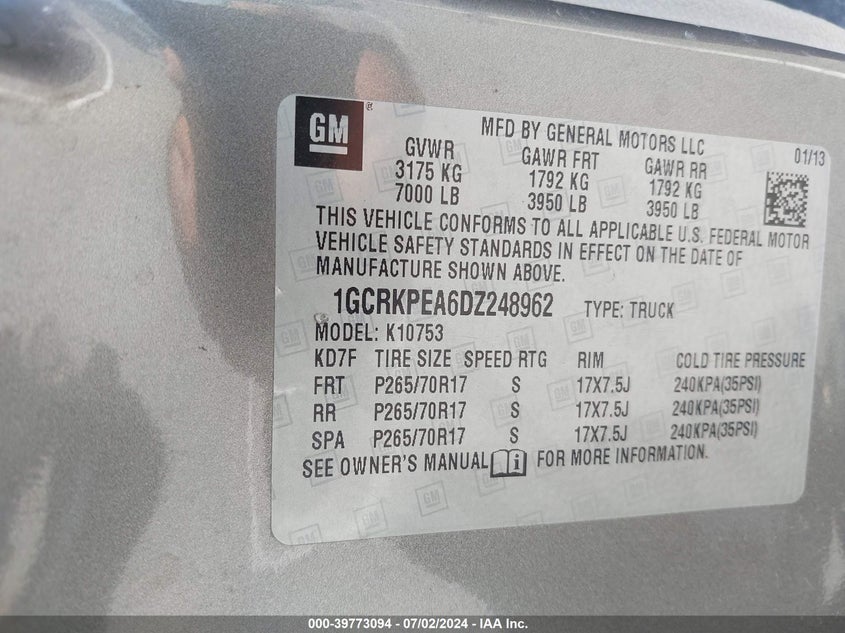 GM ®
MFD BY GENERAL MOTORS LLC
01/13
GVWR GAWR FRT GAWR RR
3175 KG 1792 KG 1792 KG
7000 LB 3950 LB 3950 LB
THIS VEHICLE CONFORMS TO ALL APPLICABLE U.S. FEDERAL MOTOR
VEHICLE SAFETY STANDARDS IN EFFECT ON THE DATE OF
MANUFACTURE SHOWN ABOVE.
1GCRKPEA6DZ248962 TYPE: TRUCK
MODEL: K10753
KD7F TIRE SIZE SPEED RTG RIM COLD TIRE PRESSURE
FRT P265/70R17 S 17X7.5J 240KPA(35PSI)
RR P265/70R17 S 17X7.5J 240KPA(35PSI)
SPA P265/70R17 S 17X7.5J 240KPA(35PSI)
SEE OWNER'S MANUAL i FOR MORE INFORMATION.
000-39773094 - 07/02/2024 - IAA Inc.